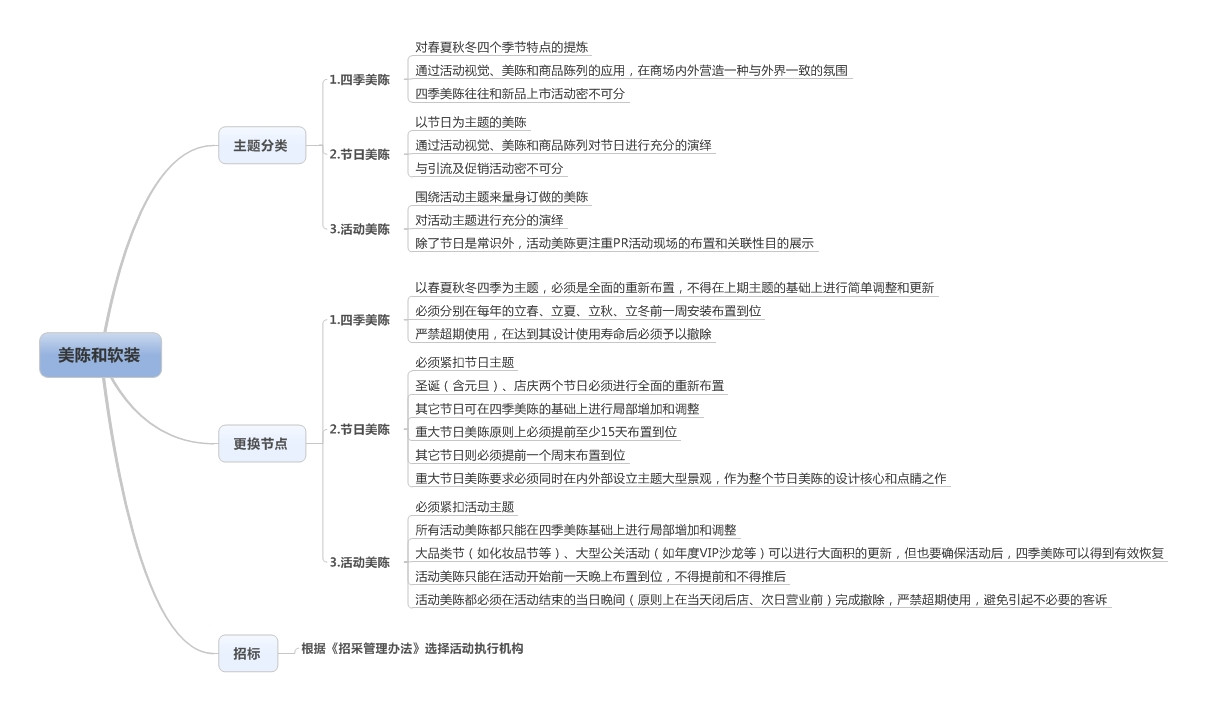 美陈和软装
主题分类
1.四季美陈
对春夏秋冬四个季节特点的提炼
通过活动视觉、美陈和商品陈列的应用，在商场内外营造一种与外界一致的氛围
四季美陈往往和新品上市活动密不可分
2.节日美陈
以节日为主题的美陈
通过活动视觉、美陈和商品陈列对节日进行充分的演绎
与引流及促销活动密不可分
3.活动美陈
围绕活动主题来量身订做的美陈
对活动主题进行充分的演绎
除了节日是常识外，活动美陈更注重PR活动现场的布置和关联性目的展示
更换节点
1.四季美陈
以春夏秋冬四季为主题，必须是全面的重新布置，不得在上期主题的基础上进行简单调整和更新
必须分别在每年的立春、立夏、立秋、立冬前一周安装布置到位
严禁超期使用，在达到其设计使用寿命后必须予以撤除
2.节日美陈
必须紧扣节日主题
圣诞（含元旦）、店庆两个节日必须进行全面的重新布置
其它节日可在四季美陈的基础上进行局部增加和调整
重大节日美陈原则上必须提前至少15天布置到位
其它节日则必须提前一个周末布置到位
重大节日美陈要求必须同时在内外部设立主题大型景观，作为整个节日美陈的设计核心和点睛之作
3.活动美陈
必须紧扣活动主题
所有活动美陈都只能在四季美陈基础上进行局部增加和调整
大品类节（如化妆品节等）、大型公关活动（如年度VIP沙龙等）可以进行大面积的更新，但也要确保活动后，四季美陈可以得到有效恢复
活动美陈只能在活动开始前一天晚上布置到位，不得提前和不得推后
活动美陈都必须在活动结束的当日晚间（原则上在当天闭后店、次日营业前）完成撤除，严禁超期使用，避免引起不必要的客诉
招标
根据《招采管理办法》选择活动执行机构